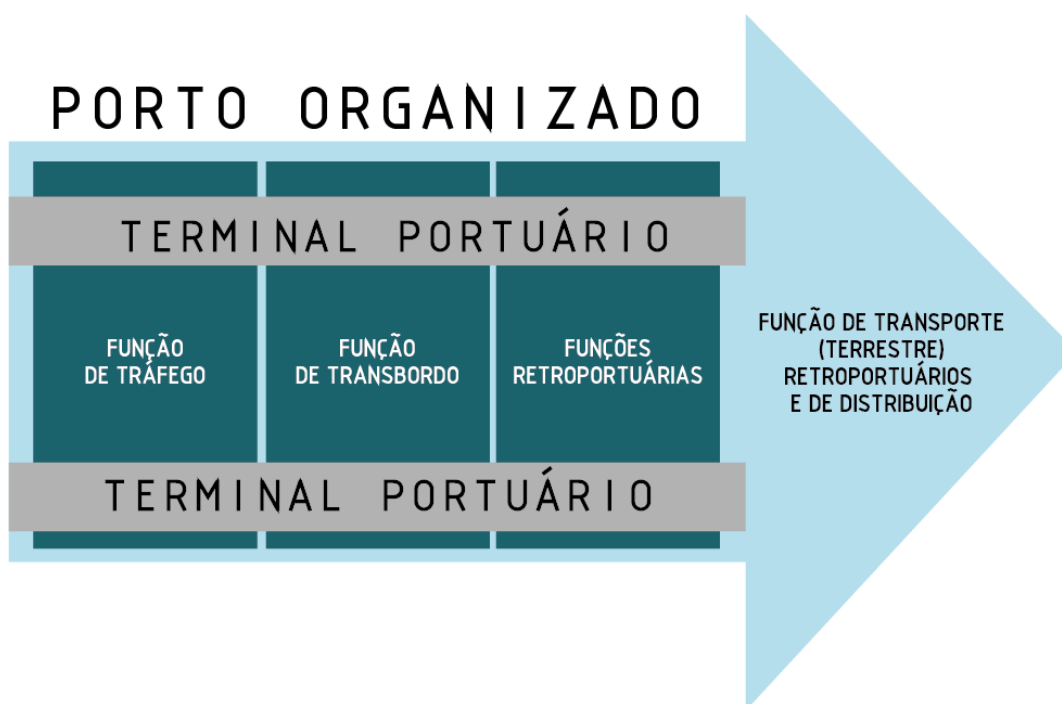 PORTO ORGANIZADO
TERMINAL PORTUÁRIO
FUNÇÃO
DE TRÁFEGO
FUNÇÃO
DE TRANSBORDO
FUNÇÕES
RETROPORTUÁRIAS
FUNÇÃO DE TRANSPORTE
(TERRESTRE)
RETROPORTUÁRIOS
E DE DISTRIBUIÇÃO
TERMINAL PORTUÁRIO